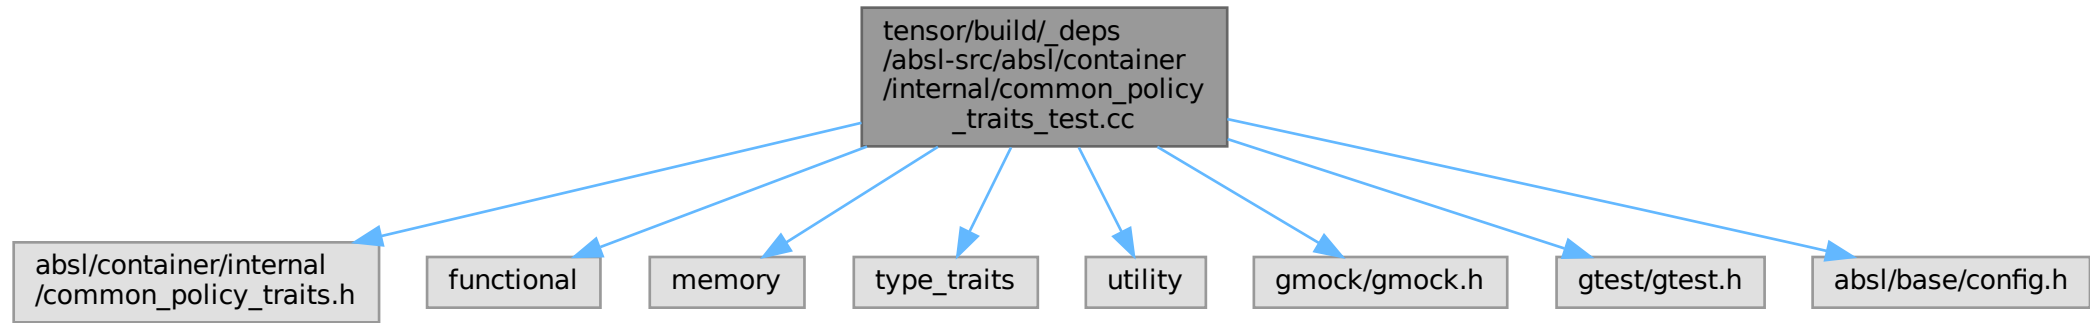 tensor/build/_deps
/absl-src/absl/container
/internal/common_policy
_traits_test.cc
absl/container/internal
/common_policy_traits.h
functional
memory
type_traits
utility
gmock/gmock.h
gtest/gtest.h
absl/base/config.h